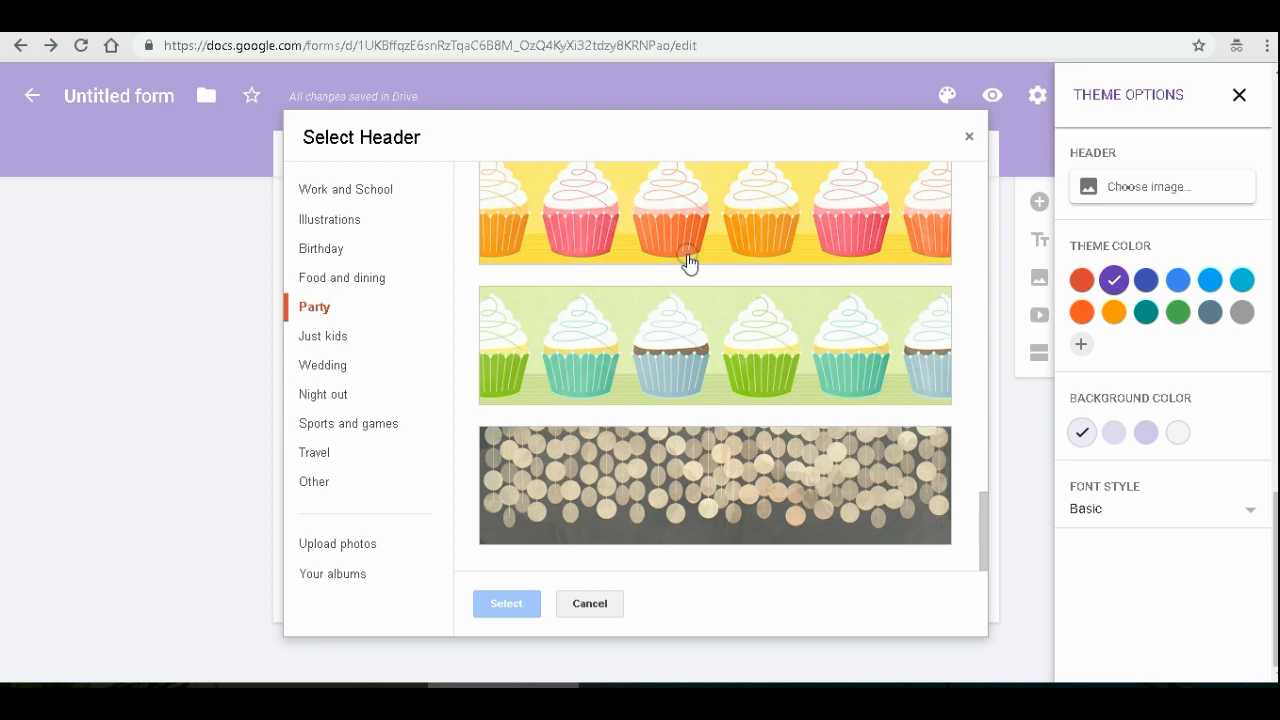 https://docs.google.com/forms/d/1UKBffqzE6snRzTqaC6B8M_OzQ4KyXi32tdzy8KRNPao/edit
Untitled form
All changes saved in Drive
THEME OPTIONS
Select Header
HEADER
Choose image...
Work and School
Illustrations
Birthday
Food and dining
Party
Just kids
Wedding
Night out
Sports and games
Travel
Other
Upload photos
Your albums
Tт
THEME COLOR
BACKGROUND COLOR
FONT STYLE
Basic
Select
Cancel